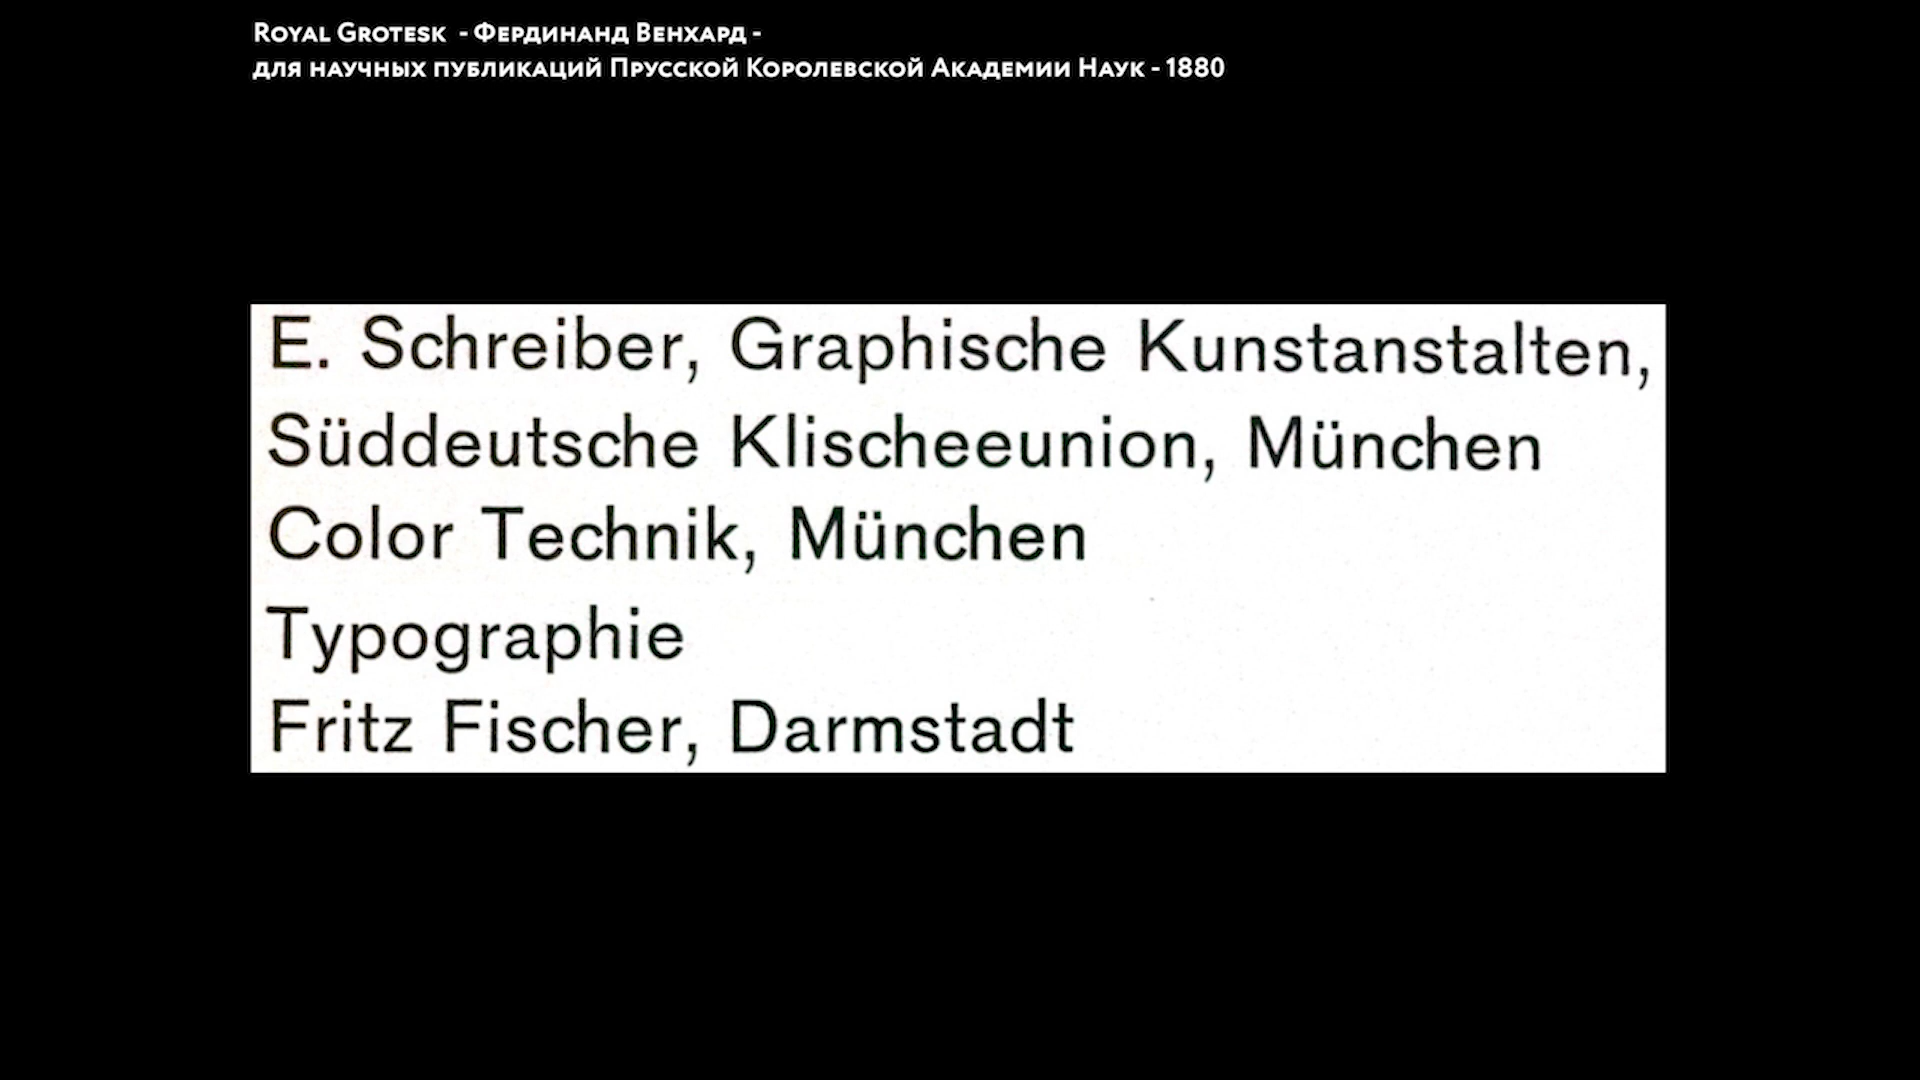 Royal Grotesk - Фердинанд Венхард -
для научных публикаций Прусской Королевской Академии Наук - 1880
E. Schreiber, Graphische Kunstanstalten,
Süddeutsche Klischeeunion, München
Color Technik, München
Typographie
Fritz Fischer, Darmstadt